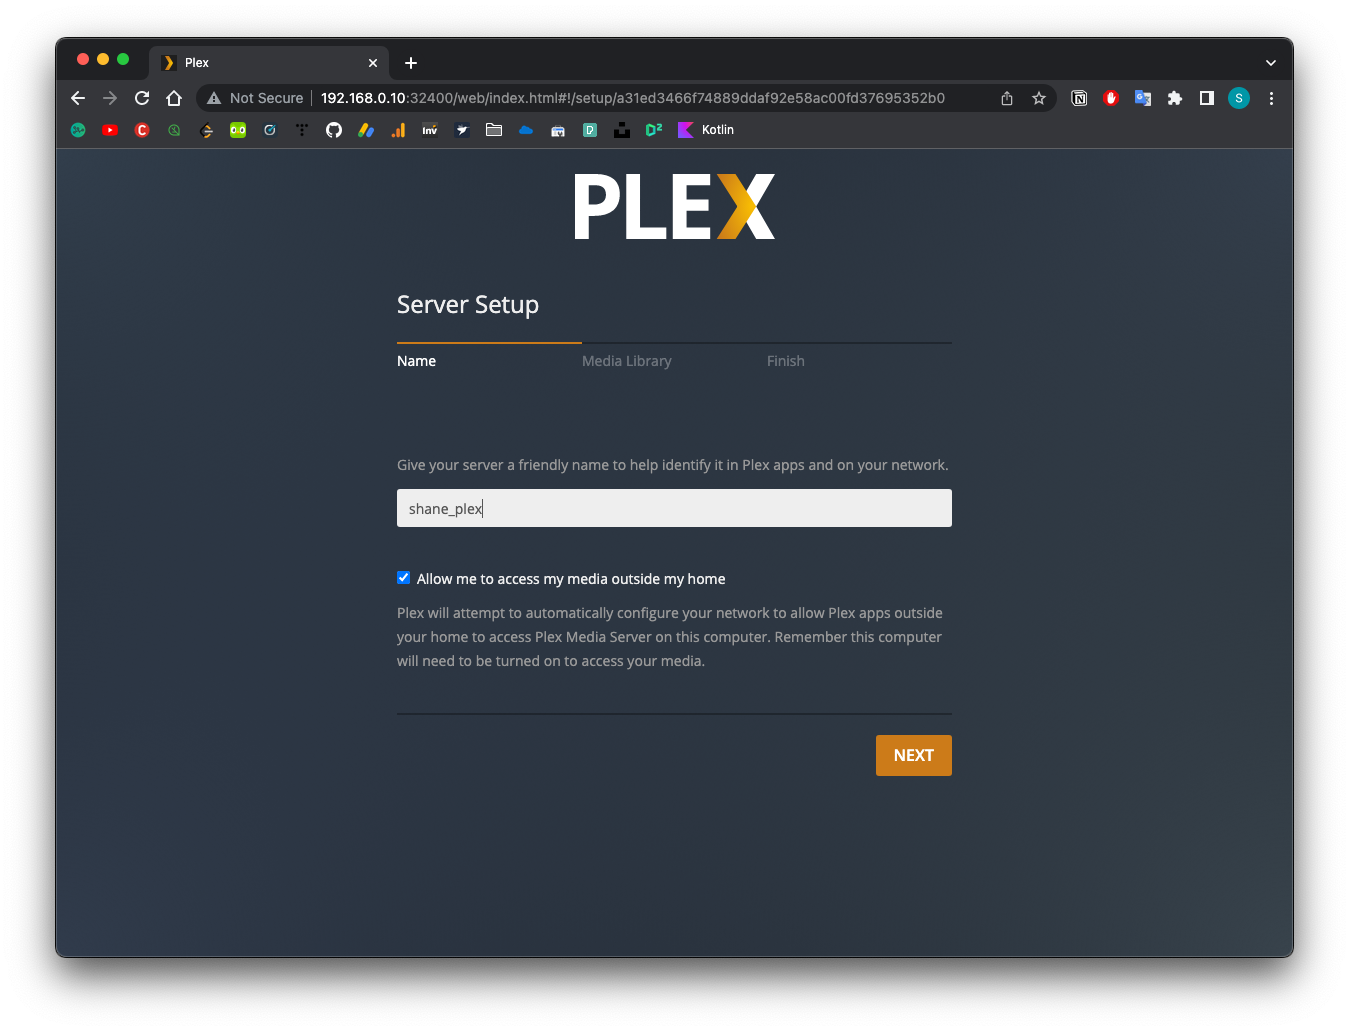 Plex
Not Secure
192.168.0.10:32400/web/index.html#!/setup/a31ed3466f74889ddaf92e58ac00fd37695352b0
S
Inv
Kotlin
PLEX
Server Setup
Name
Media Library
Finish
Give your server a friendly name to help identify it in Plex apps and on your network.
shane_plex
Allow me to access my media outside my home
Plex will attempt to automatically configure your network to allow Plex apps outside
your home to access Plex Media Server on this computer. Remember this computer
will need to be turned on to access your media.
NEXT